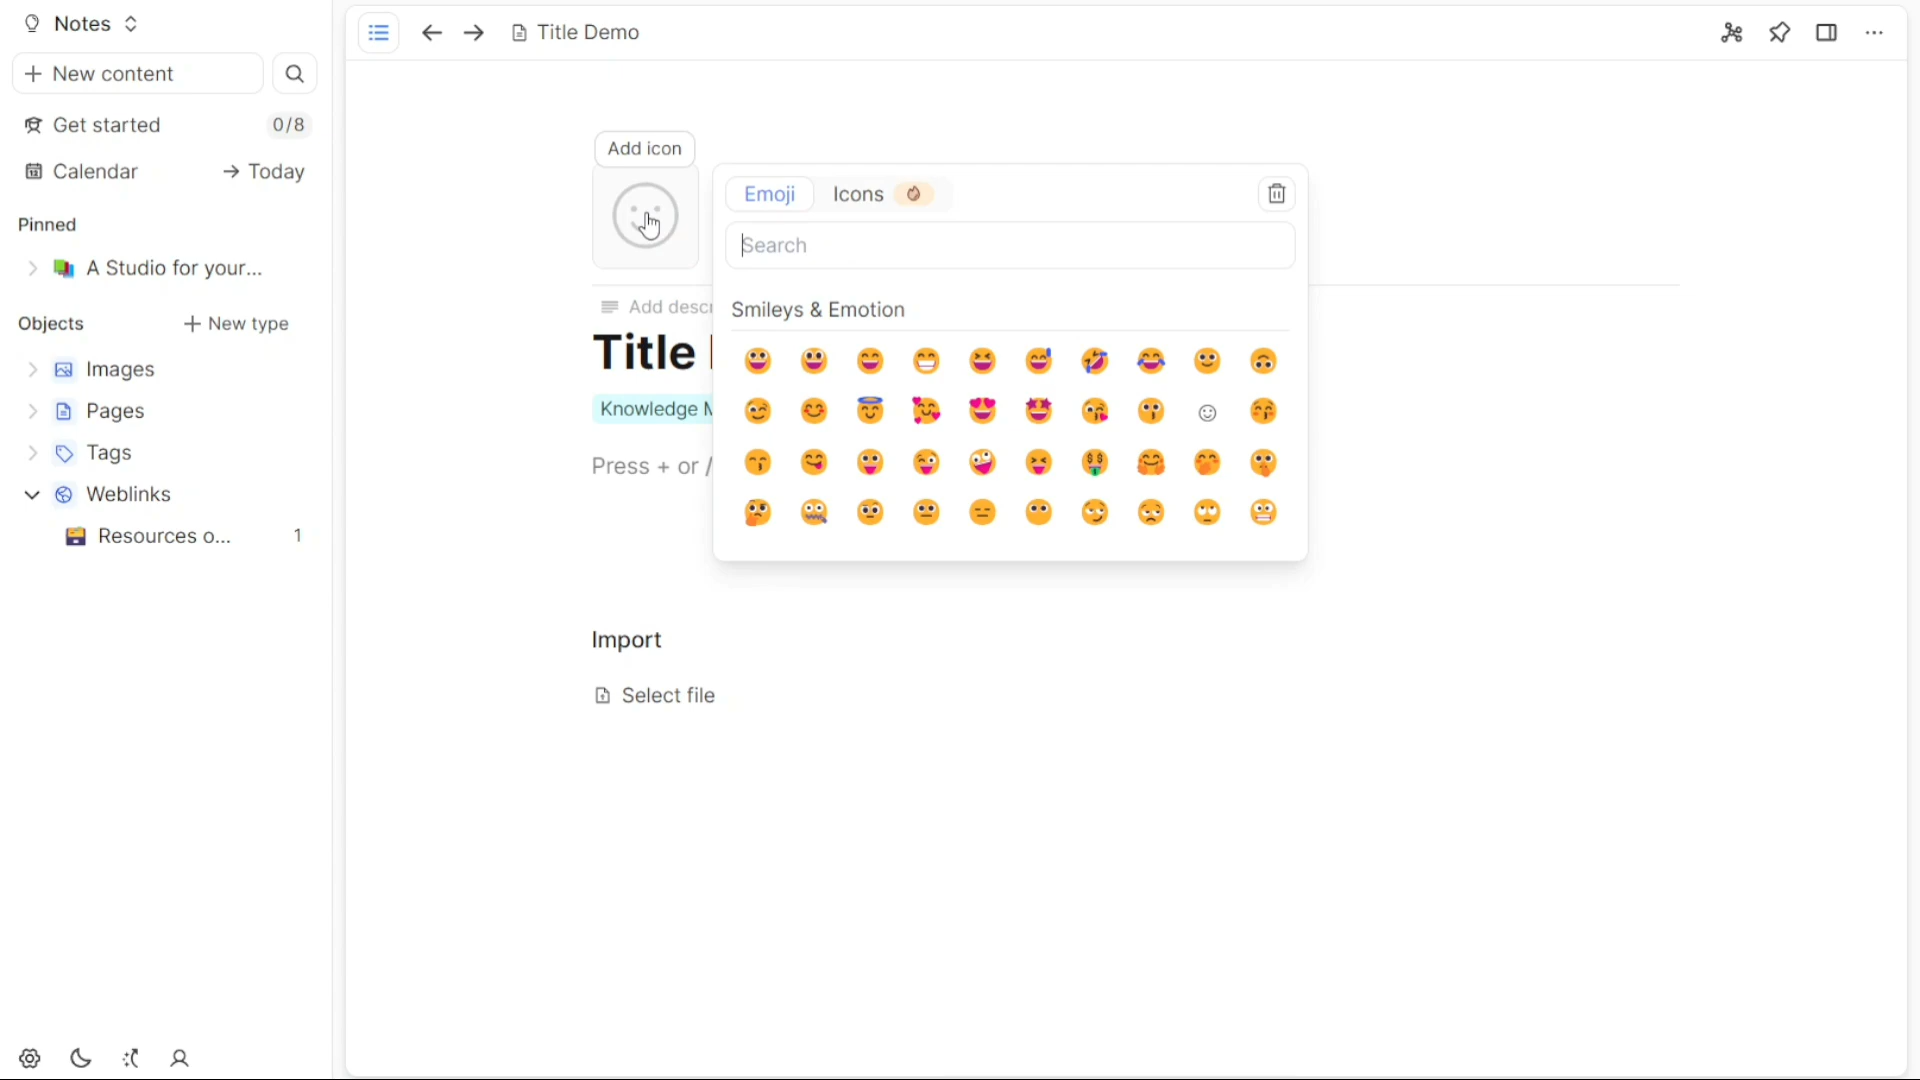 Notes
New content
Get started 0/8
Calendar → Today
Pinned
A Studio for your...
Objects + New type
Images
Pages
Tags
Weblinks
Resources o... 1
Title Demo
Add icon
Emoji Icons
Search
Add descr
Smileys & Emotion
Title
Knowledge M
Press + or /
Import
Select file